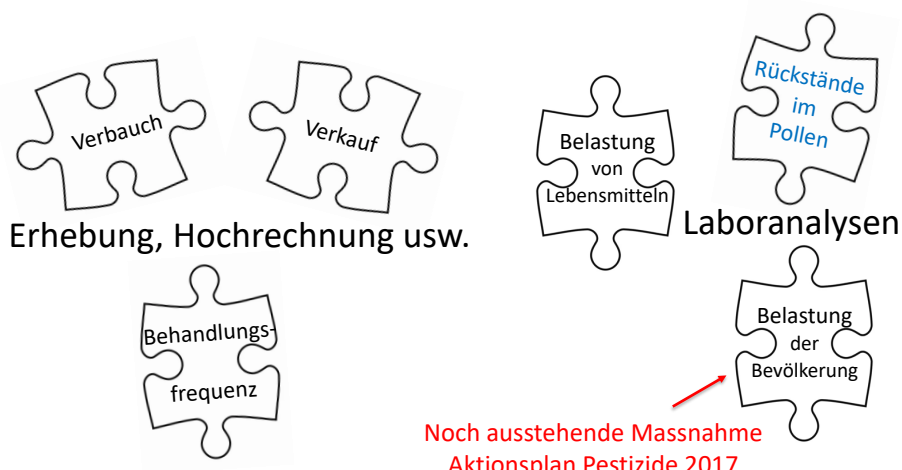 Verbauch
Verkauf
Erhebung, Hochrechnung usw.
Behandlungs-
frequenz
Belastung
von
Lebensmitteln
Rückstände
im
Pollen
Laboranalysen
Belastung
der
Bevölkerung
Noch ausstehende Massnahme
Aktionsplan Pestizide 2017